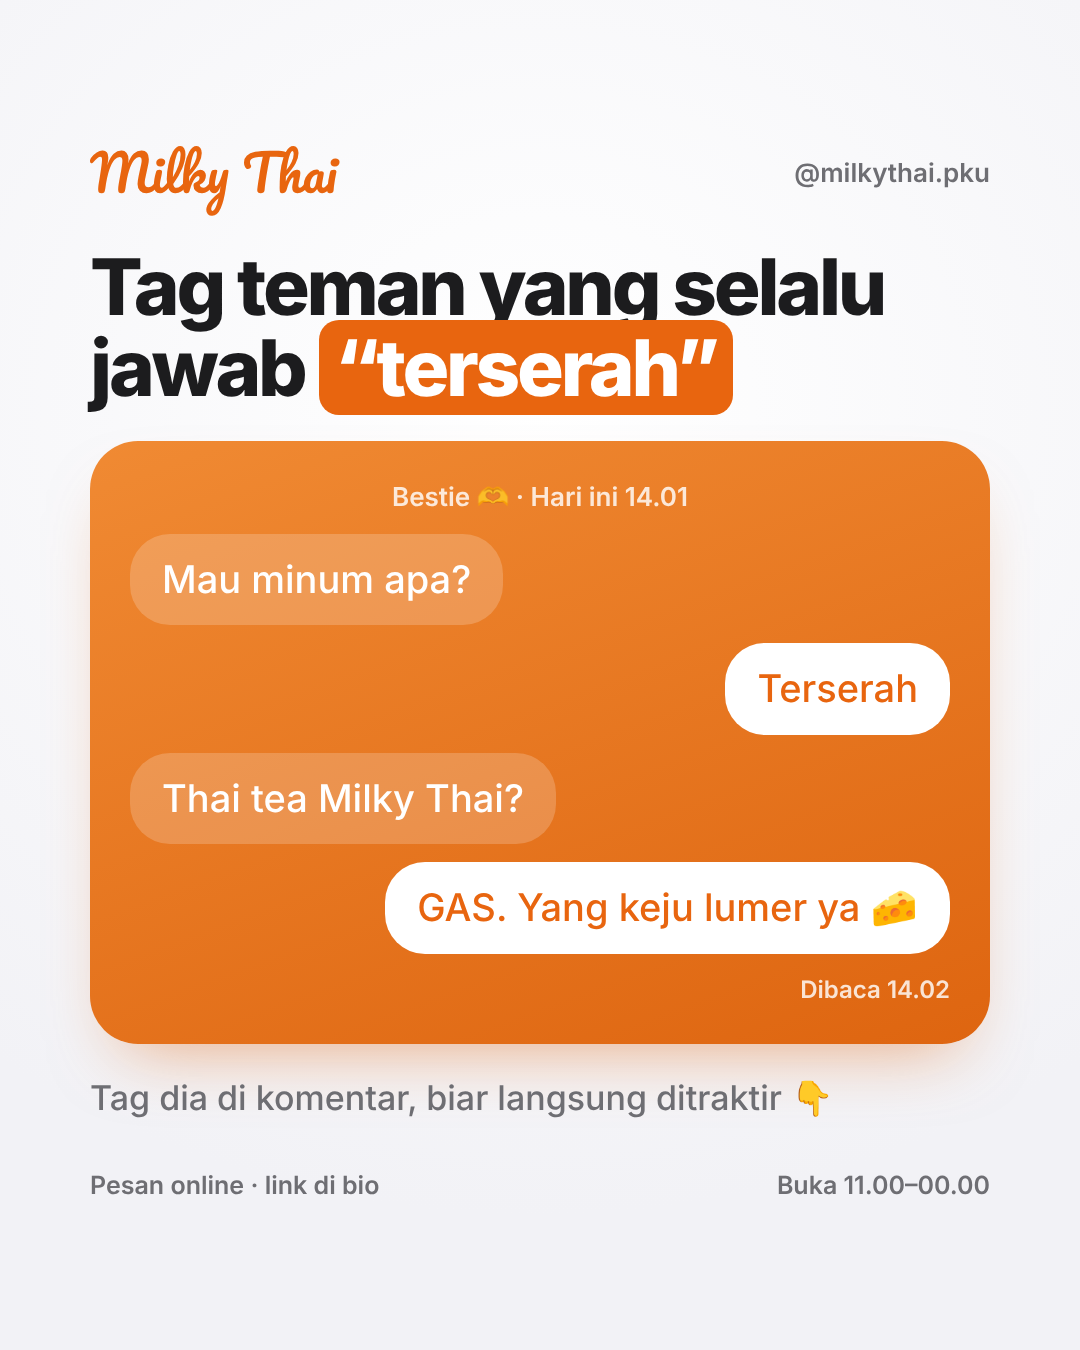 Milky Thai
@milkythai.pku
Tag teman yang selalu
jawab “terserah”
Bestie 🫶 · Hari ini 14.01
Mau minum apa?
Terserah
Thai tea Milky Thai?
GAS. Yang keju lumer ya 🧀
Dibaca 14.02
Tag dia di komentar, biar langsung ditraktir 👇
Pesan online · link di bio
Buka 11.00–00.00